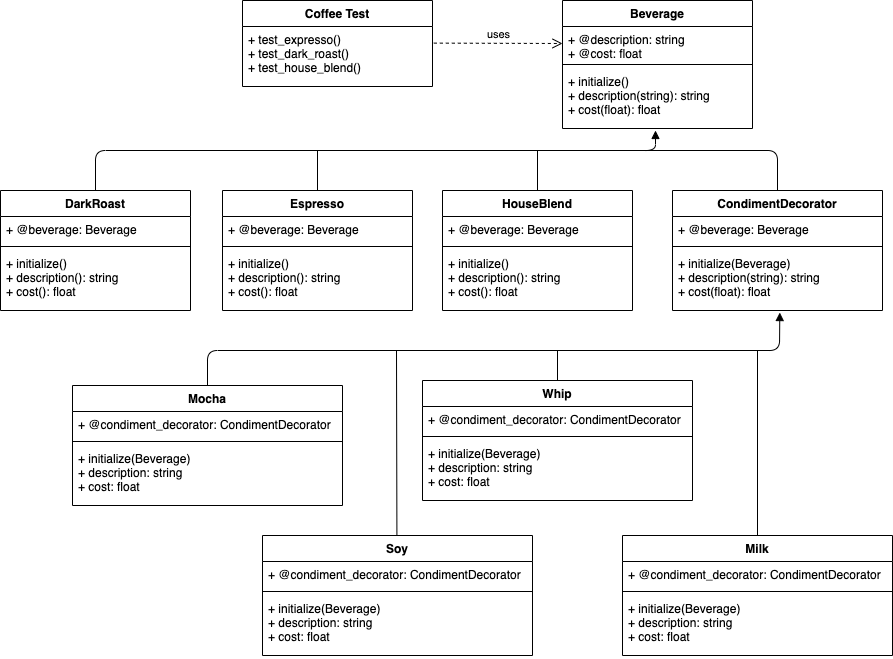 Coffee Test
+ test_expresso()
+ test_dark_roast()
+ test_house_blend()
uses
Beverage
+ @description: string
+ @cost: float
+ initialize()
+ description(string): string
+ cost(float): float
DarkRoast
+ @beverage: Beverage
+ initialize()
+ description(): string
+ cost(): float
Espresso
+ @beverage: Beverage
+ initialize()
+ description(): string
+ cost(): float
HouseBlend
+ @beverage: Beverage
+ initialize()
+ description(): string
+ cost(): float
CondimentDecorator
+ @beverage: Beverage
+ initialize(Beverage)
+ description(string): string
+ cost(float): float
Mocha
+ @condiment_decorator: CondimentDecorator
+ initialize(Beverage)
+ description: string
+ cost: float
Whip
+ @condiment_decorator: CondimentDecorator
+ initialize(Beverage)
+ description: string
+ cost: float
Soy
+ @condiment_decorator: CondimentDecorator
+ initialize(Beverage)
+ description: string
+ cost: float
Milk
+ @condiment_decorator: CondimentDecorator
+ initialize(Beverage)
+ description: string
+ cost: float